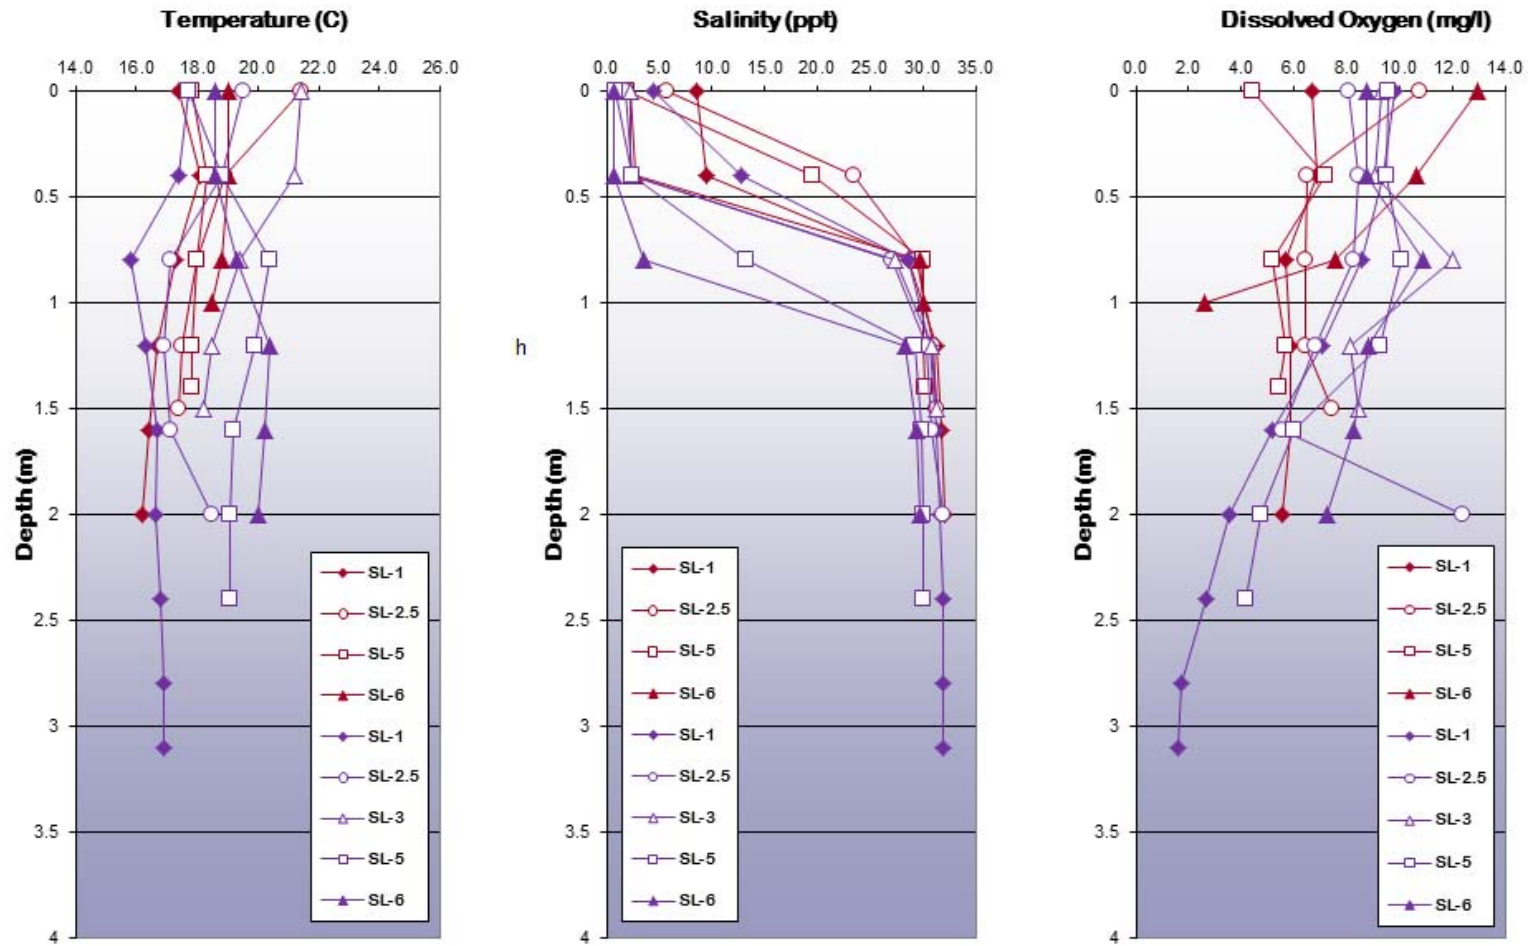 Temperature (C)
14.0 16.0 18.0 20.0 22.0 24.0 26.0
0
0.5
1
1.5
2
2.5
3
3.5
4
Depth (m)
SL-1
SL-2.5
SL-5
SL-6
SL-1
SL-2.5
SL-3
SL-5
SL-6
Salinity (ppt)
0.0 5.0 10.0 15.0 20.0 25.0 30.0 35.0
0
0.5
1
h
1.5
2
2.5
3
3.5
4
Depth (m)
SL-1
SL-2.5
SL-5
SL-6
SL-1
SL-2.5
SL-3
SL-5
SL-6
Dissolved Oxygen (mg/l)
0.0 2.0 4.0 6.0 8.0 10.0 12.0 14.0
0
0.5
1
1.5
2
2.5
3
3.5
4
Depth (m)
SL-1
SL-2.5
SL-5
SL-6
SL-1
SL-2.5
SL-3
SL-5
SL-6